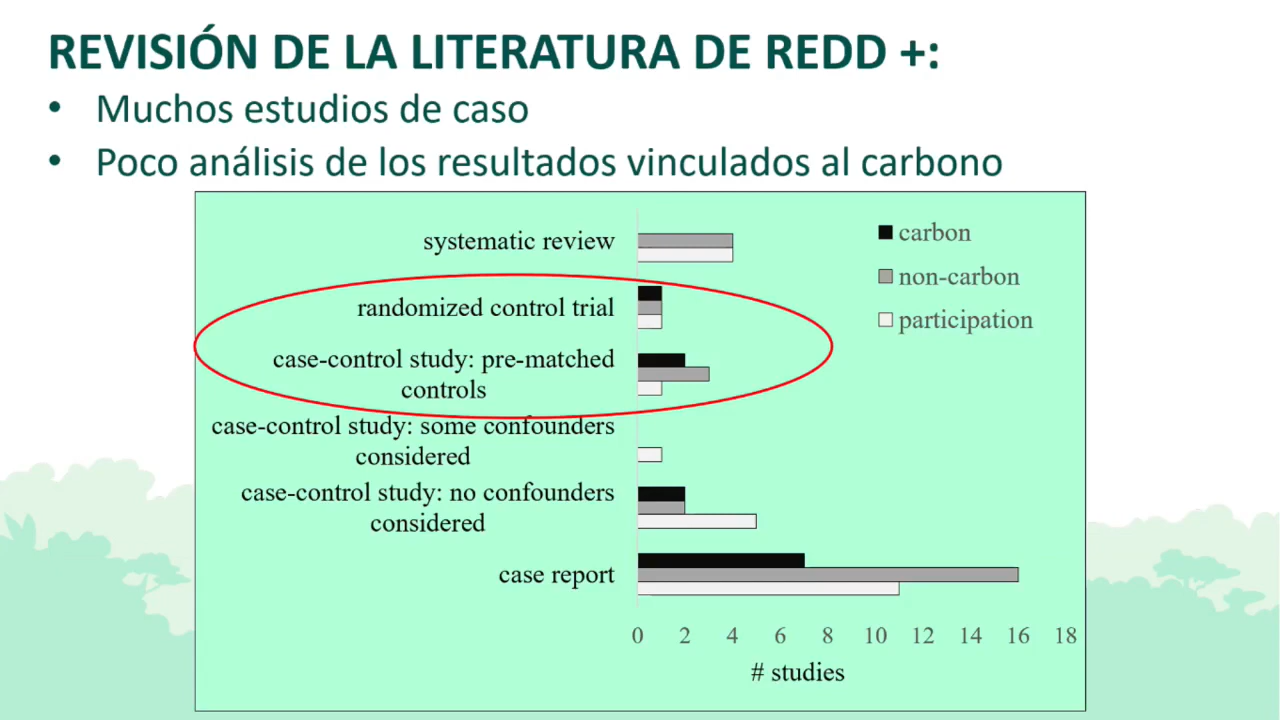 REVISIÓN DE LA LITERATURA DE REDD +:
• Muchos estudios de caso
• Poco análisis de los resultados vinculados al carbono
systematic review
randomized control trial
case-control study: pre-matched
controls
case-control study: some confounders
considered
case-control study: no confounders
considered
case report
carbon
non-carbon
participation
0 2 4 6 8 10 12 14 16 18
# studies